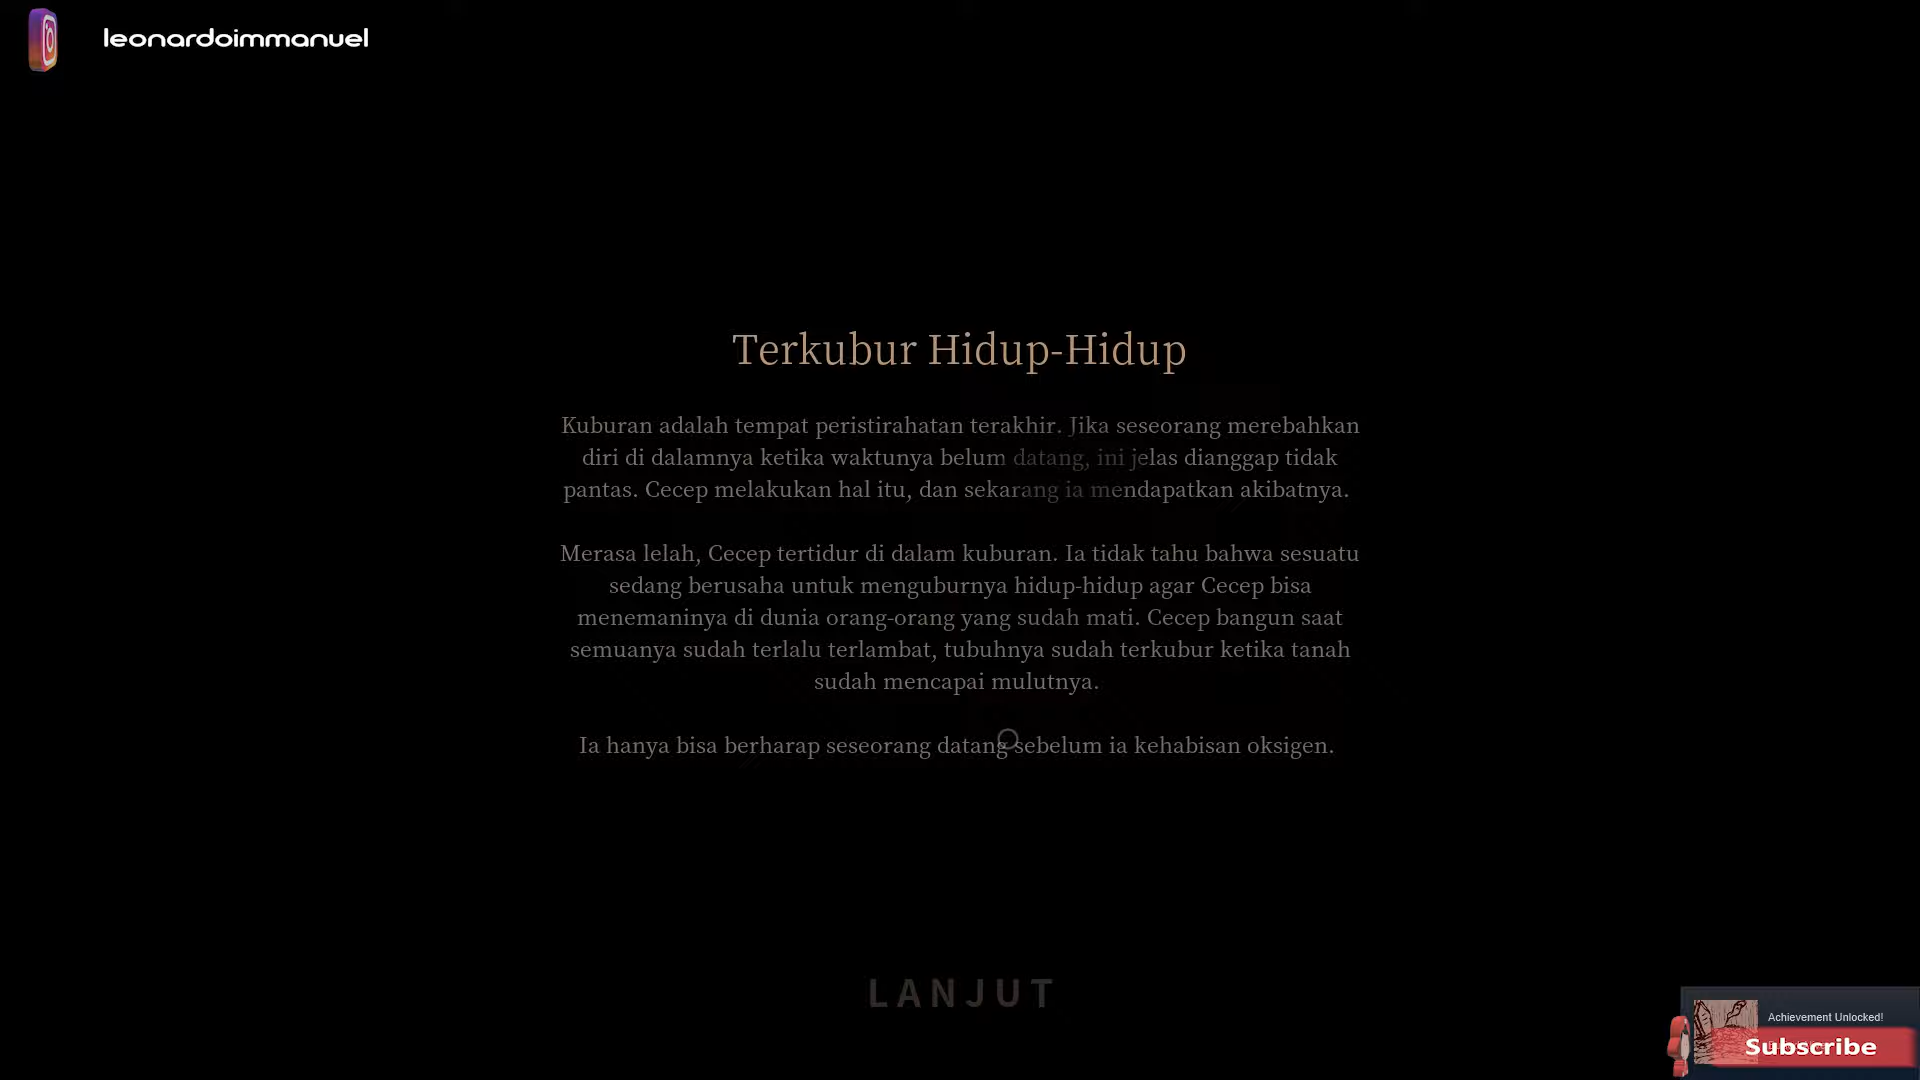 leonardoimmanuel
Terkubur Hidup-Hidup
Kuburan adalah tempat peristirahatan terakhir. Jika seseorang merebahkan
diri di dalamnya ketika waktunya belum datang, ini jelas dianggap tidak
pantas. Cecep melakukan hal itu, dan sekarang ia mendapatkan akibatnya.
Merasa lelah, Cecep tertidur di dalam kuburan. Ia tidak tahu bahwa sesuatu
sedang berusaha untuk menguburnya hidup-hidup agar Cecep bisa
menemaninya di dunia orang-orang yang sudah mati. Cecep bangun saat
semuanya sudah terlalu terlambat, tubuhnya sudah terkubur ketika tanah
sudah mencapai mulutnya.
Ia hanya bisa berharap seseorang datang sebelum ia kehabisan oksigen.
LANJUT
Achievement Unlocked!
Subscribe